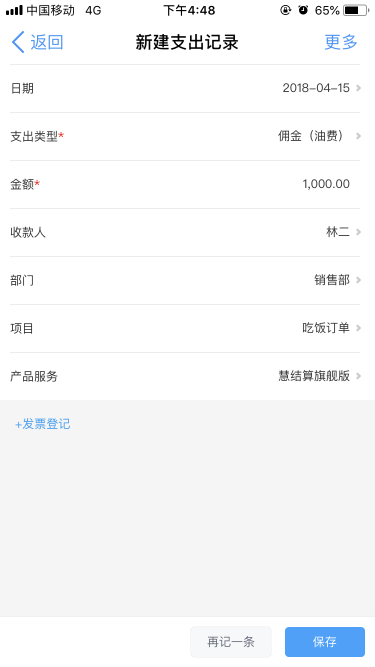 中国移动 4G 下午4:48 65%
返回 新建支出记录 更多
日期 2018-04-15
支出类型* 佣金（油费）
金额* 1,000.00
收款人 林二
部门 销售部
项目 吃饭订单
产品服务 慧结算旗舰版
+发票登记
再记一条 保存